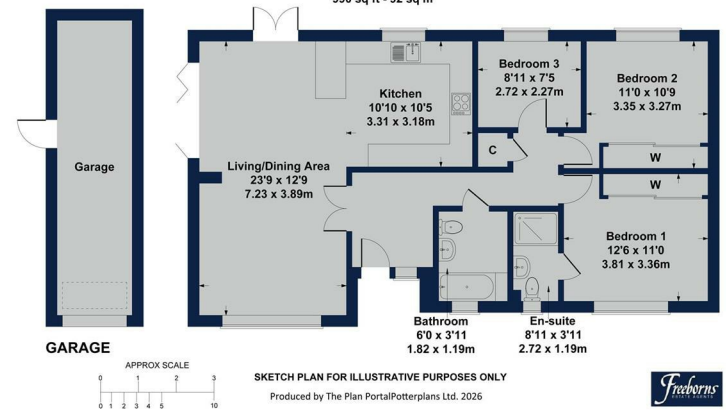 Bedroom 3
8'11 x 7'5
2.72 x 2.27m
Bedroom 2
11'0 x 10'9
3.35 x 3.27m
Kitchen
10'10 x 10'5
3.31 x 3.18m
C
W
Garage
Living/Dining Area
23'9 x 12'9
7.23 x 3.89m
W
Bedroom 1
12'6 x 11'0
3.81 x 3.36m
Bathroom
6'0 x 3'11
1.82 x 1.19m
En-suite
8'11 x 3'11
2.72 x 1.19m
GARAGE
APPROX SCALE
0 1 2 3
0 1 2 3 4 5 10
SKETCH PLAN FOR ILLUSTRATIVE PURPOSES ONLY
Produced by The Plan PortalPotterplans Ltd. 2026
Freeborns
ESTATE AGENTS